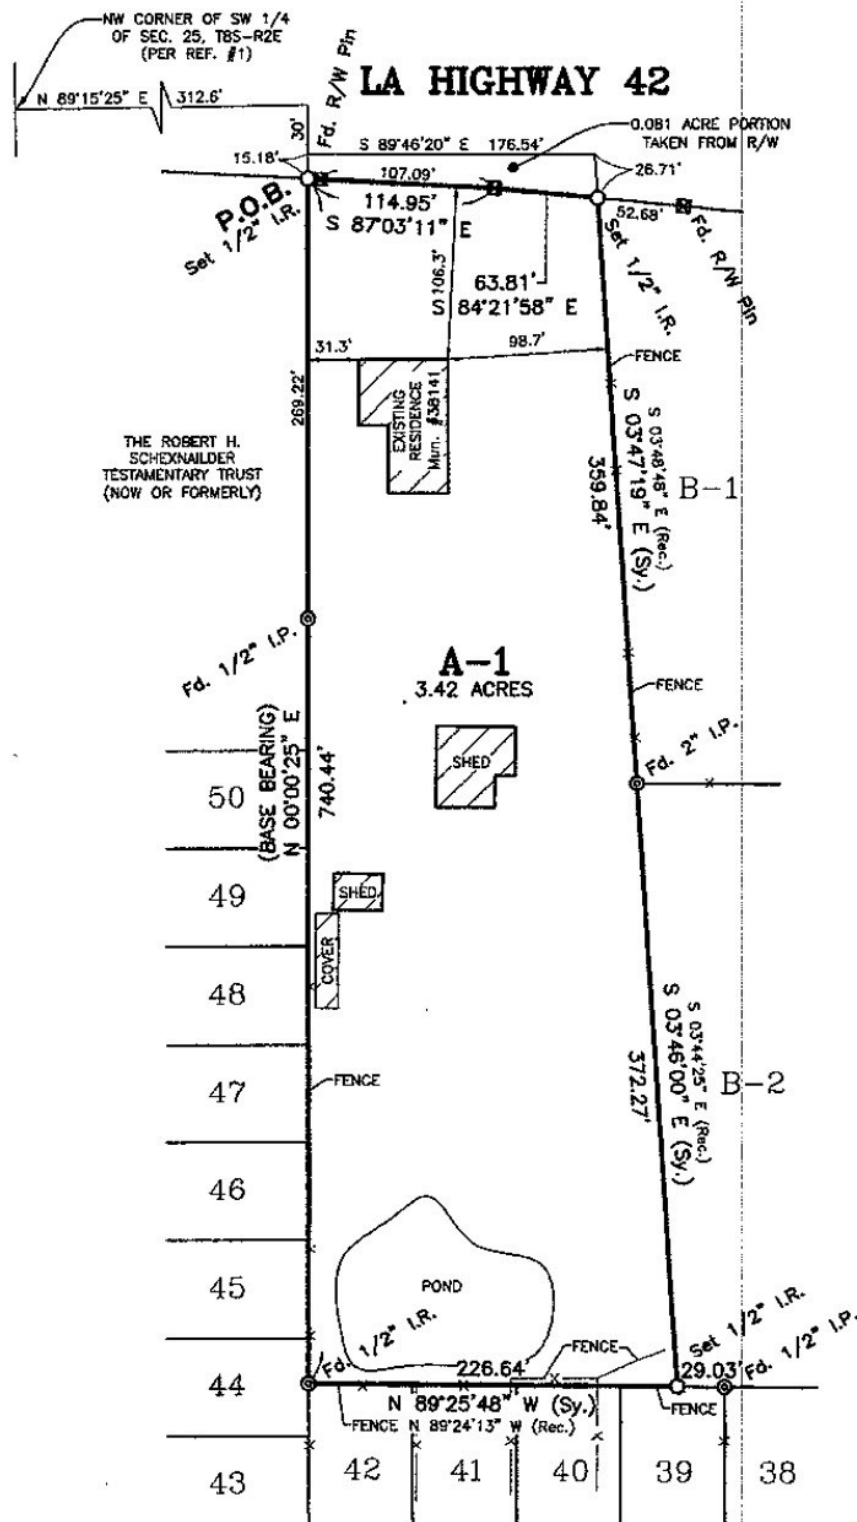 NW CORNER OF SW 1/4
OF SEC. 25, T8S-R2E
(PER REF. #1)
LA HIGHWAY 42
N 89°15'25" E 312.6'
30'
Fd. R/W Pin
S 89°46'20" E 176.54'
0.081 ACRE PORTION
TAKEN FROM R/W
15.18'
107.09'
26.71'
P.O.B.
Set 1/2" I.R.
114.95'
S 87°03'11" E
52.68'
Fd. R/W Pin
Set 1/2" I.R.
106.3'
63.81'
S 84°21'58" E
31.3'
98.7'
FENCE
269.22'
EXISTING
RESIDENCE
Mun. #38141
THE ROBERT H.
SCHEXNAILDER
TESTAMENTARY TRUST
(NOW OR FORMERLY)
S 03°48'48" E (Rec.)
S 03°47'19" E (Sy.)
359.84'
B-1
Fd. 1/2" I.P.
A-1
3.42 ACRES
FENCE
(BASE BEARING)
N 00°00'25" E
740.44'
SHED
Fd. 2" I.P.
50
49
SHED
COVER
48
S 03°44'25" E (Rec.)
S 03°46'00" E (Sy.)
372.27'
B-2
47
FENCE
46
45
POND
Fd. 1/2" I.R.
Set 1/2" I.R.
Fd. 1/2" I.P.
FENCE
226.64'
29.03'
44
N 89°25'48" W (Sy.)
FENCE
N 89°24'13" W (Rec.)
FENCE
43
42
41
40
39
38